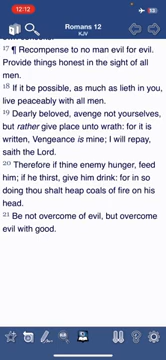 12:12
Romans 12
KJV
17 ¶ Recompense to no man evil for evil.
Provide things honest in the sight of all
men.
18 If it be possible, as much as lieth in you,
live peaceably with all men.
19 Dearly beloved, avenge not yourselves,
but rather give place unto wrath: for it is
written, Vengeance is mine; I will repay,
saith the Lord.
20 Therefore if thine enemy hunger, feed
him; if he thirst, give him drink: for in so
doing thou shalt heap coals of fire on his
head.
21 Be not overcome of evil, but overcome
evil with good.